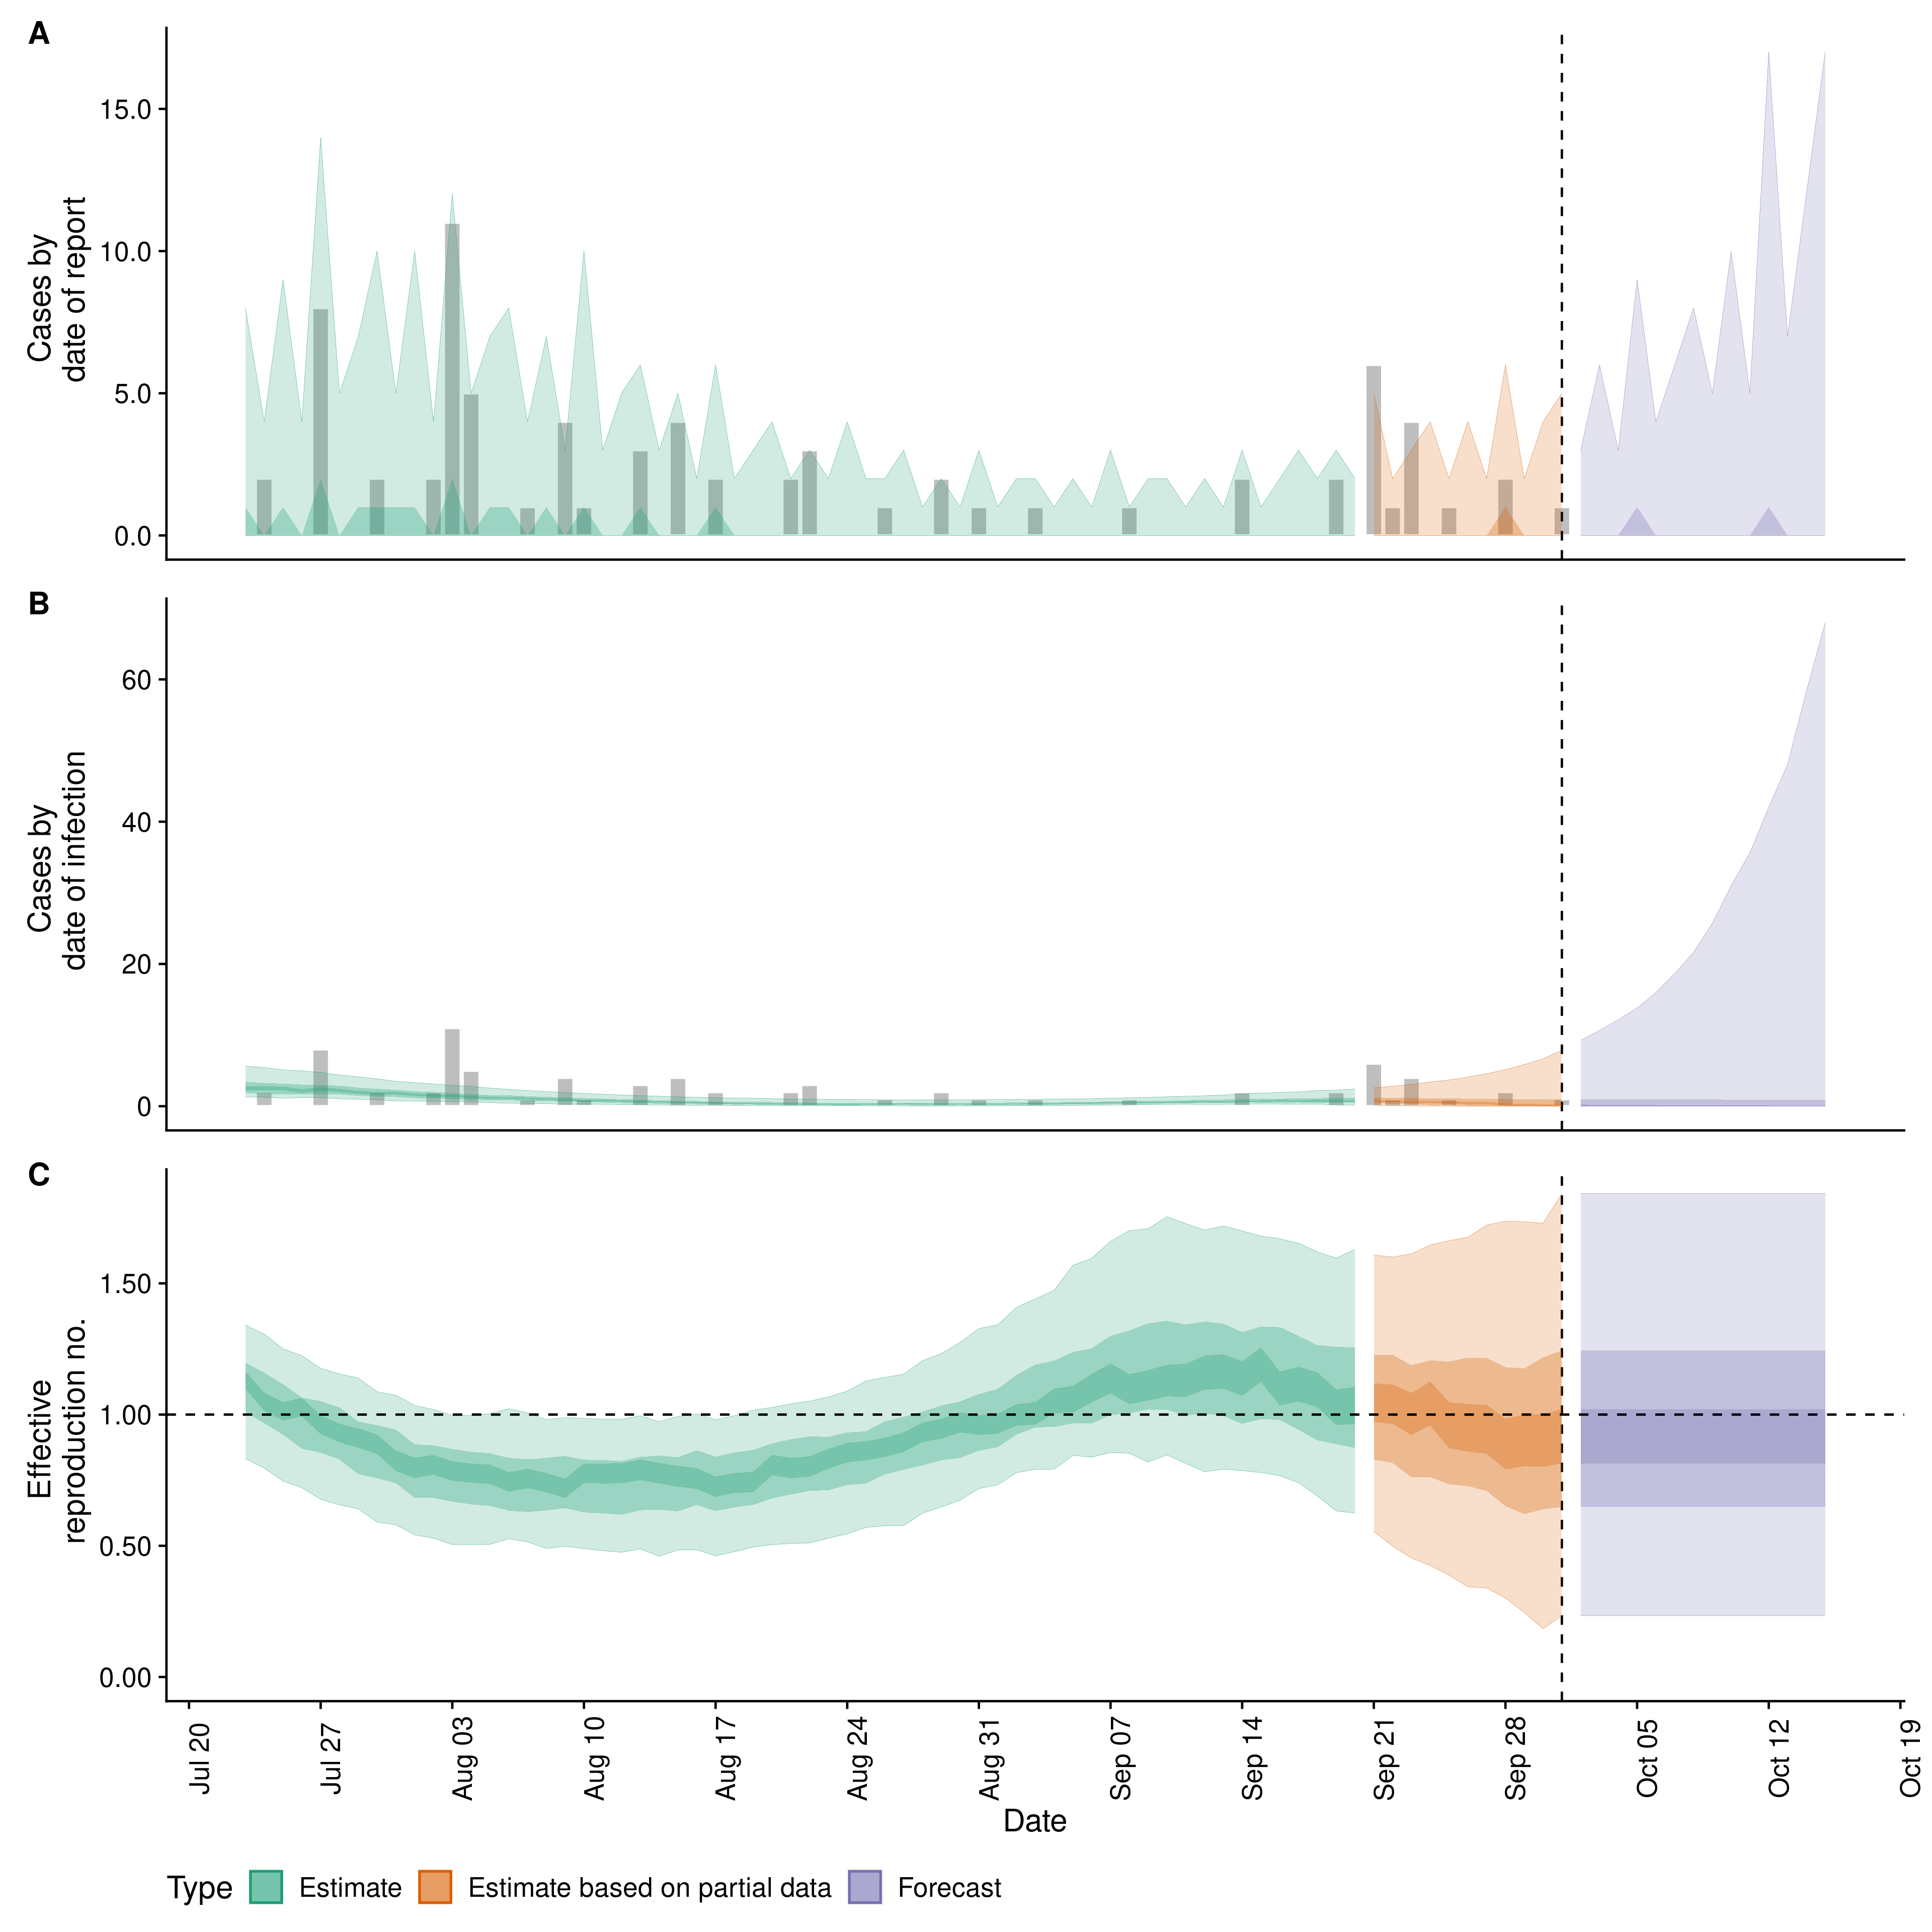 A
Cases by
date of report
15.0
10.0
5.0
0.0
B
Cases by
date of infection
60
40
20
0
C
Effective
reproduction no.
1.50
1.00
0.50
0.00
Jul 20
Jul 27
Aug 03
Aug 10
Aug 17
Aug 24
Aug 31
Sep 07
Sep 14
Sep 21
Sep 28
Oct 05
Oct 12
Oct 19
Date
Type Estimate Estimate based on partial data Forecast